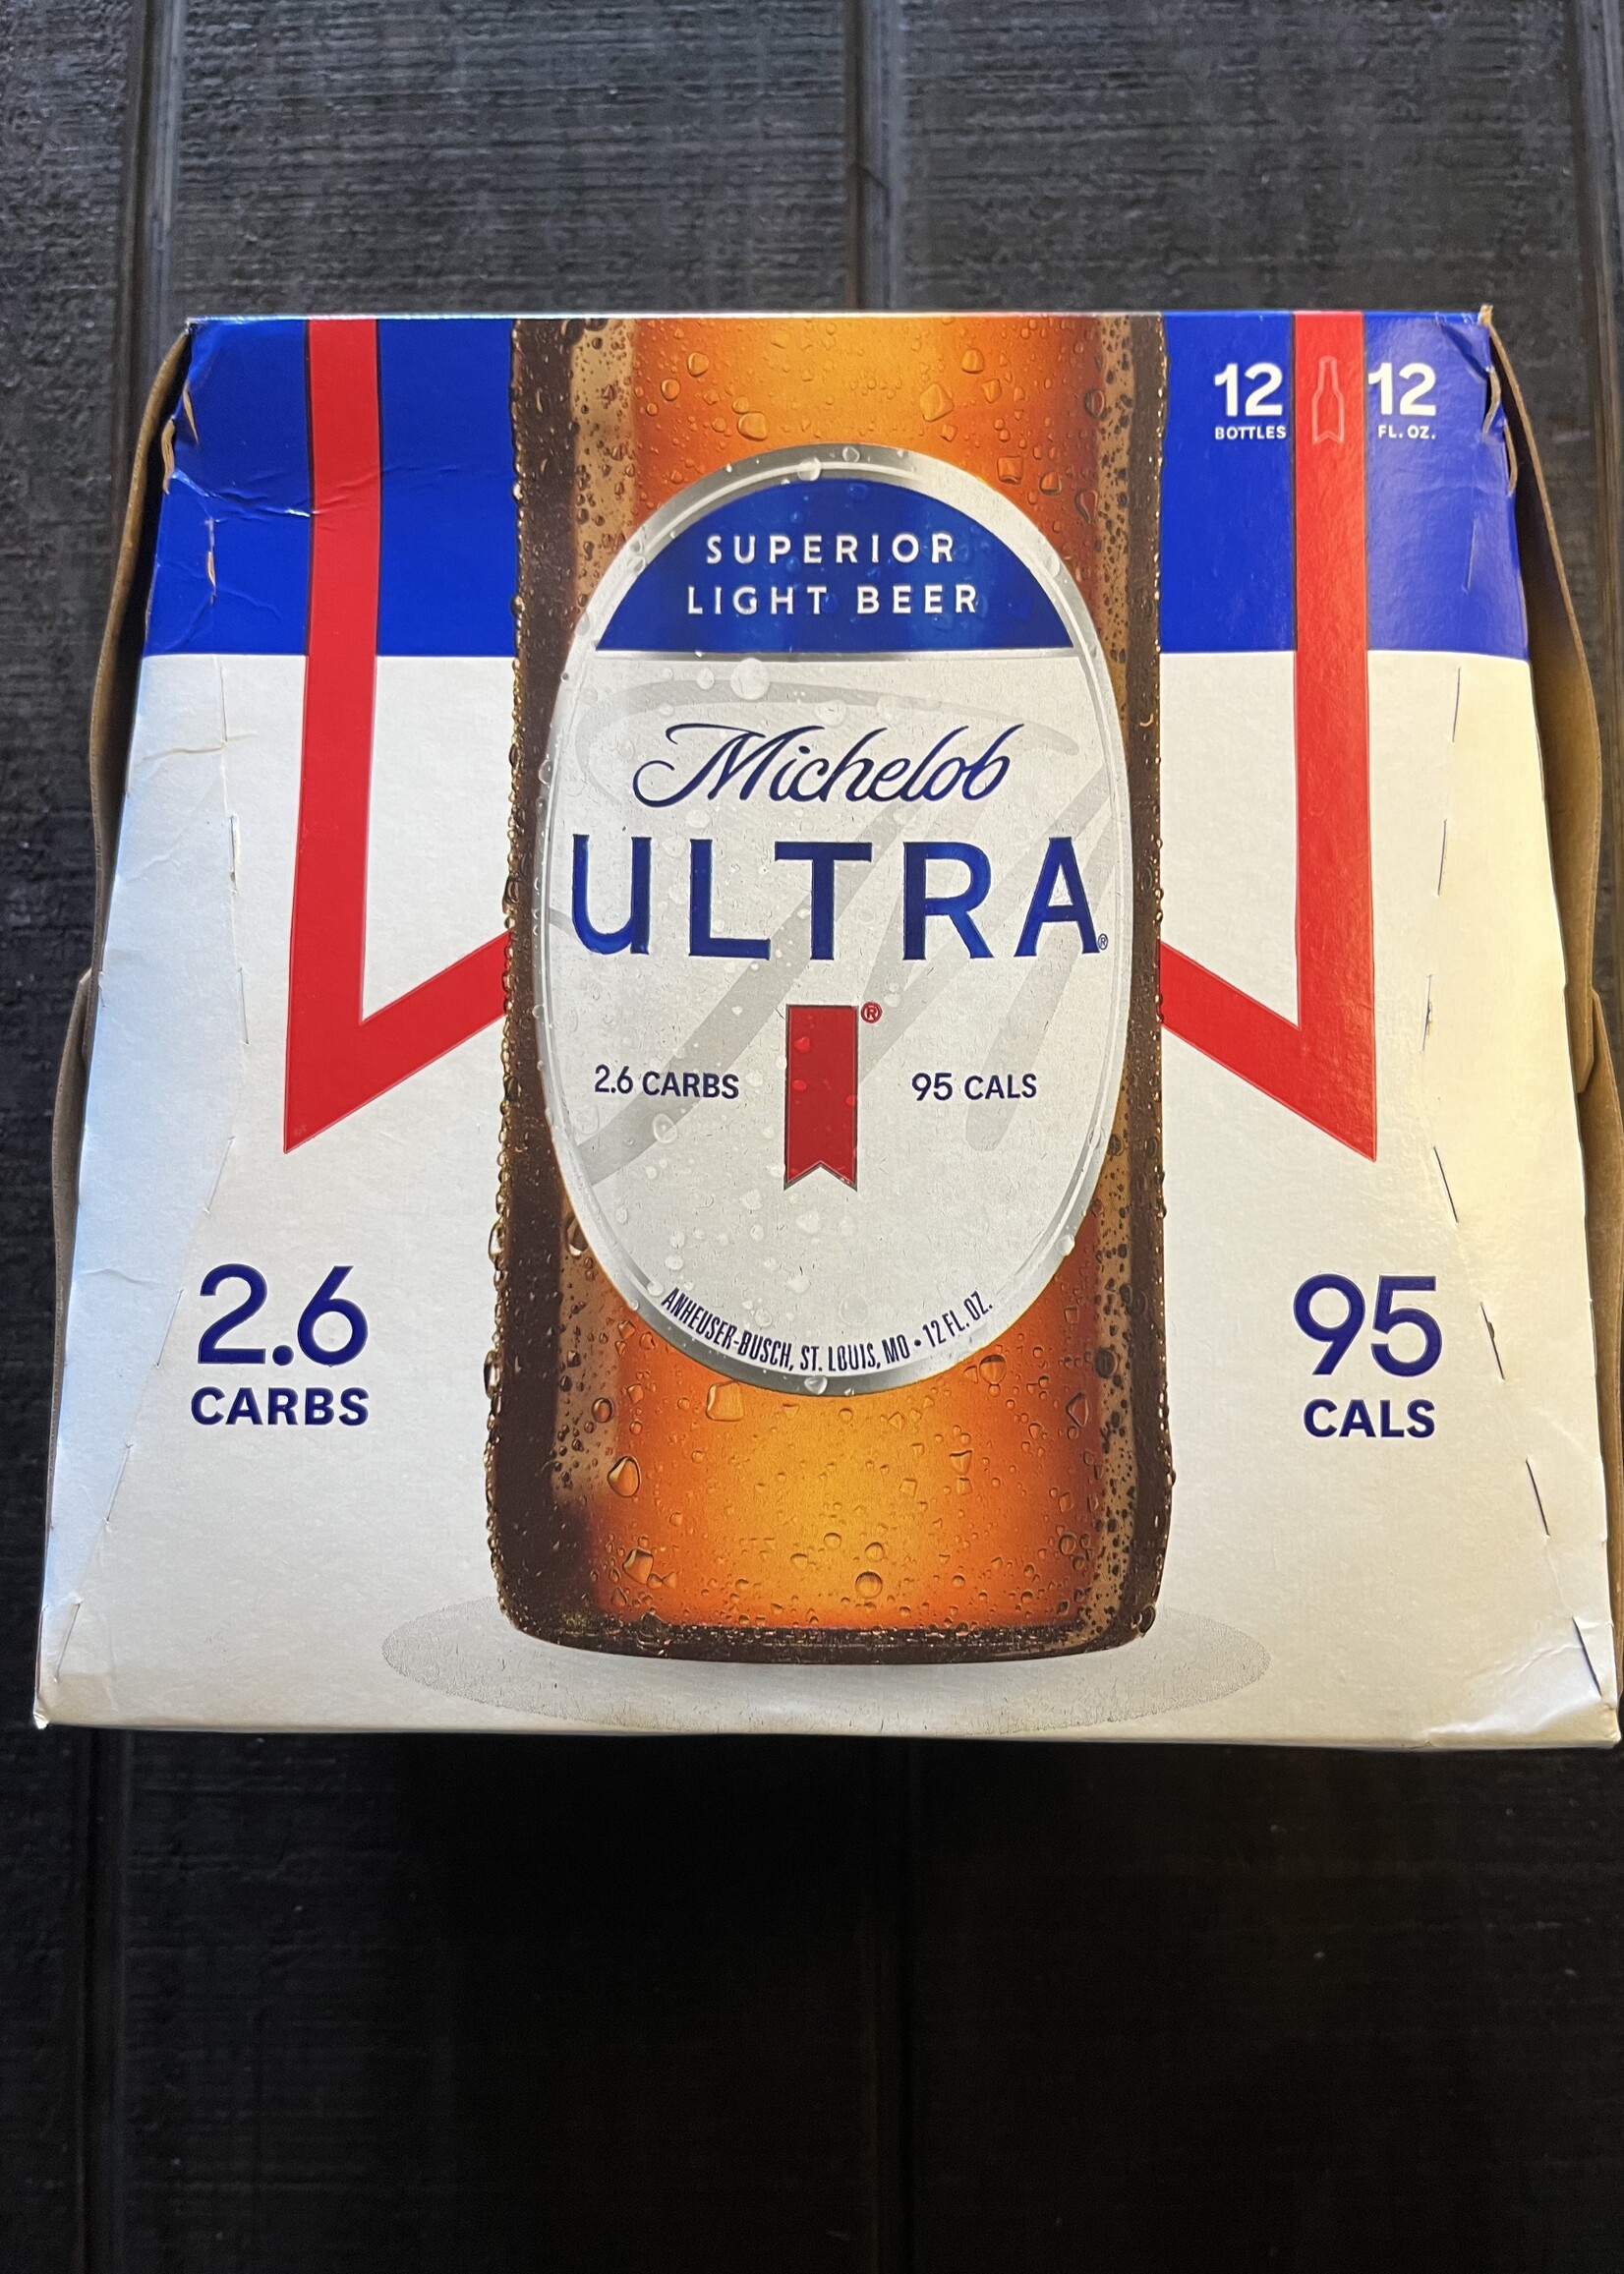 12 12
BOTTLES FL. OZ.
SUPERIOR
LIGHT BEER
Michelob
ULTRA®
®
2.6 CARBS 95 CALS
ANHEUSER-BUSCH, ST. LOUIS, MO • 12 FL. OZ.
2.6 95
CARBS CALS